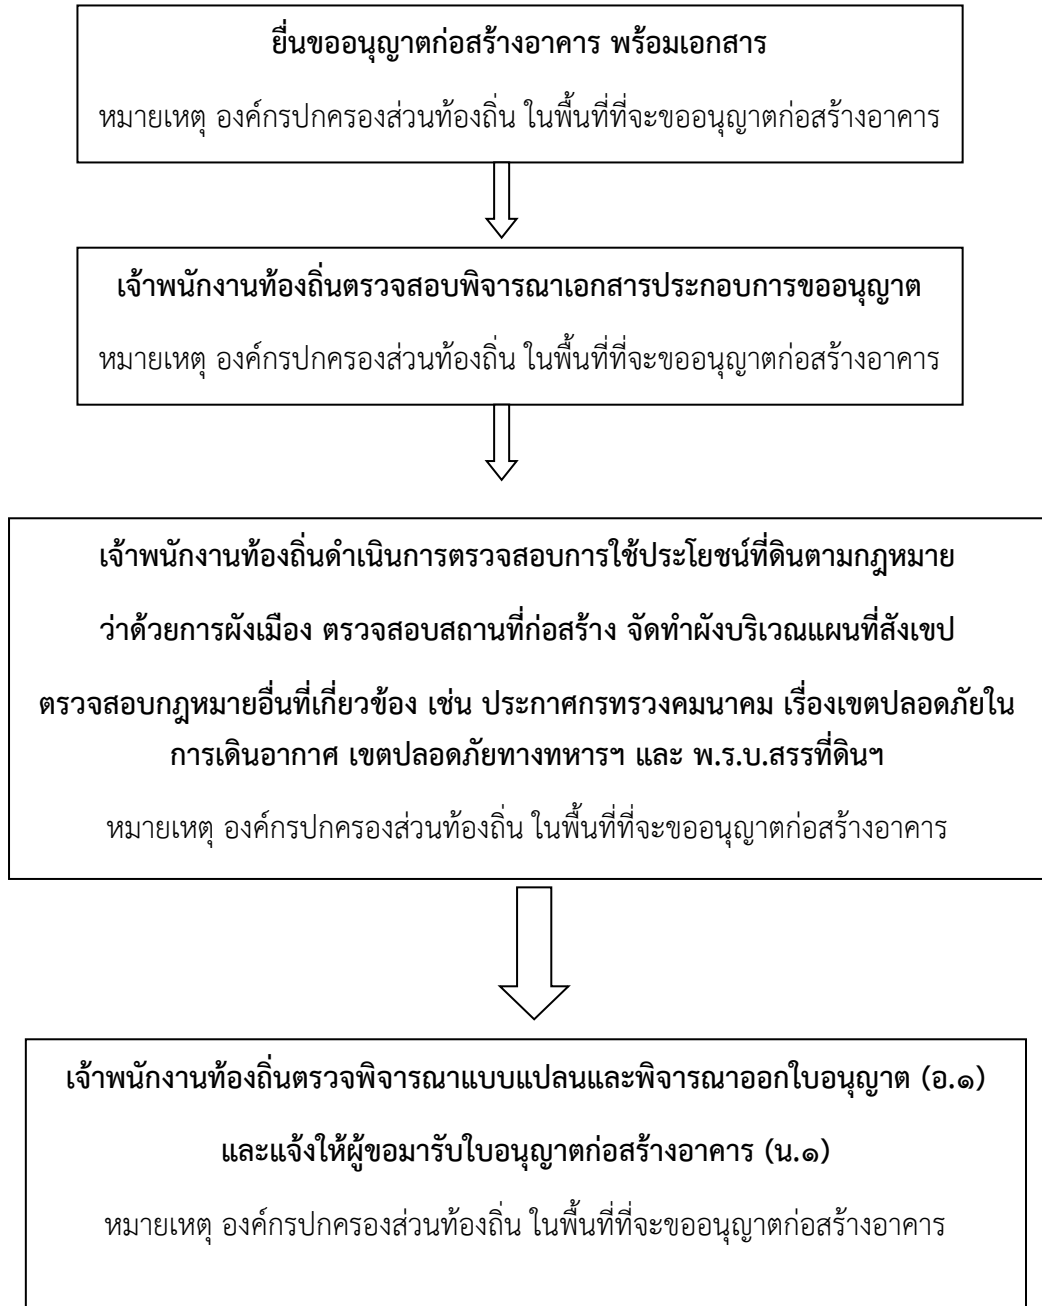 ยื่นขออนุญาตก่อสร้างอาคาร พร้อมเอกสาร
หมายเหตุ องค์กรปกครองส่วนท้องถิ่น ในพื้นที่ที่จะขออนุญาตก่อสร้างอาคาร
เจ้าพนักงานท้องถิ่นตรวจสอบพิจารณาเอกสารประกอบการขออนุญาต
หมายเหตุ องค์กรปกครองส่วนท้องถิ่น ในพื้นที่ที่จะขออนุญาตก่อสร้างอาคาร
เจ้าพนักงานท้องถิ่นดำเนินการตรวจสอบการใช้ประโยชน์ที่ดินตามกฎหมาย
ว่าด้วยการผังเมือง ตรวจสอบสถานที่ก่อสร้าง จัดทำผังบริเวณแผนที่สังเขป
ตรวจสอบกฎหมายอื่นที่เกี่ยวข้อง เช่น ประกาศกรทรวงคมนาคม เรื่องเขตปลอดภัยใน
การเดินอากาศ เขตปลอดภัยทางทหารฯ และ พ.ร.บ.สรรที่ดินฯ
หมายเหตุ องค์กรปกครองส่วนท้องถิ่น ในพื้นที่ที่จะขออนุญาตก่อสร้างอาคาร
เจ้าพนักงานท้องถิ่นตรวจพิจารณาแบบแปลนและพิจารณาออกใบอนุญาต (อ.๑)
และแจ้งให้ผู้ขอมารับใบอนุญาตก่อสร้างอาคาร (น.๑)
หมายเหตุ องค์กรปกครองส่วนท้องถิ่น ในพื้นที่ที่จะขออนุญาตก่อสร้างอาคาร